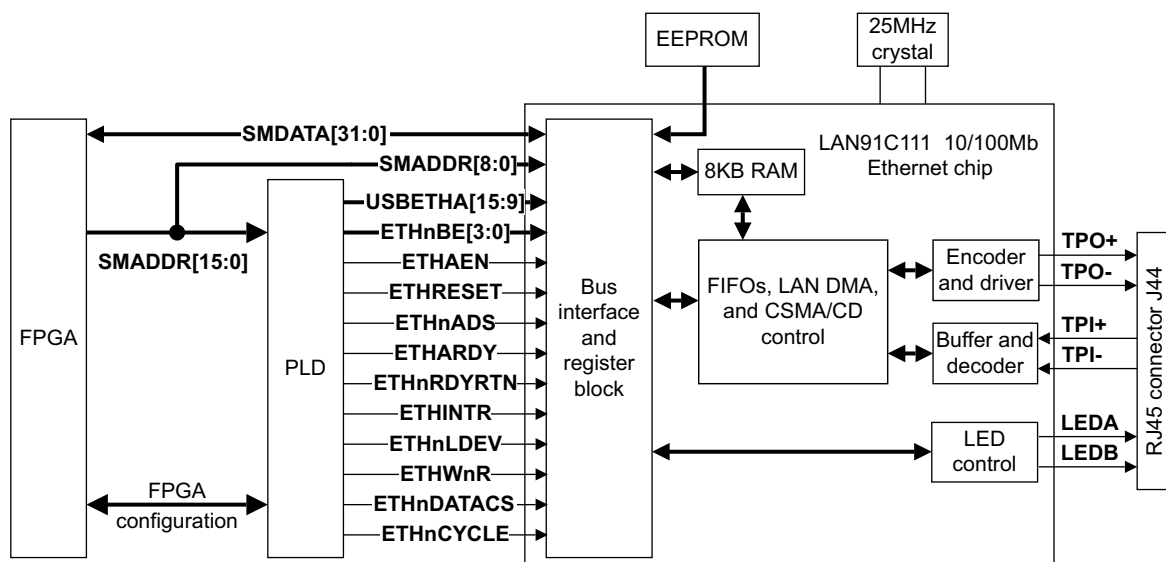 EEPROM
25MHz
crystal
SMDATA[31:0]
SMADDR[8:0]
LAN91C111 10/100Mb
Ethernet chip
8KB RAM
USBETHA[15:9]
ETHnBE[3:0]
SMADDR[15:0]
ETHAEN
ETHRESET
ETHnADS
ETHARDY
ETHnRDYRTN
ETHINTR
ETHnLDEV
ETHWnR
ETHnDATACS
ETHnCYCLE
FPGA
PLD
FPGA
configuration
Bus
interface
and
register
block
FIFOs, LAN DMA,
and CSMA/CD
control
Encoder
and driver
Buffer and
decoder
LED
control
TPO+
TPO-
TPI+
TPI-
LEDA
LEDB
RJ45 connector J44